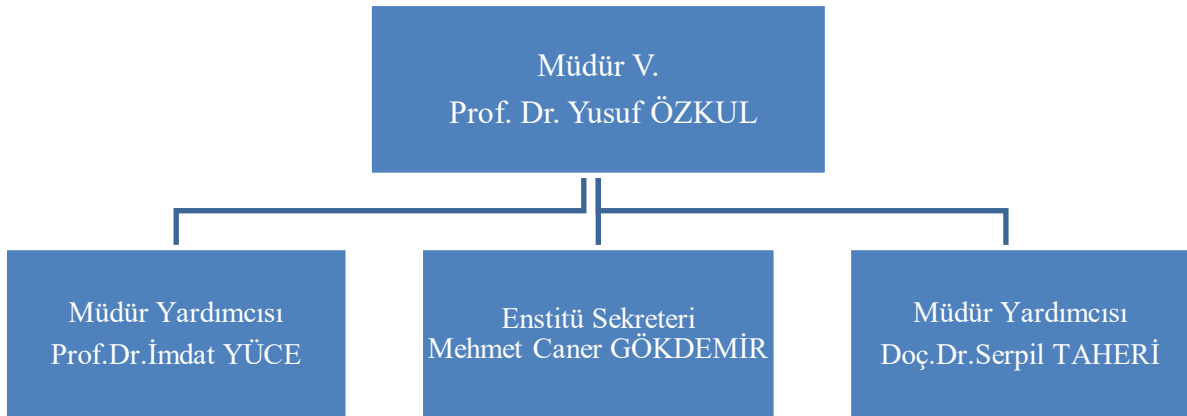 Müdür V.
Prof. Dr. Yusuf ÖZKUL
Müdür Yardımcısı
Prof.Dr.İmdat YÜCE
Enstitü Sekreteri
Mehmet Caner GÖKDEMİR
Müdür Yardımcısı
Doç.Dr.Serpil TAHERİ